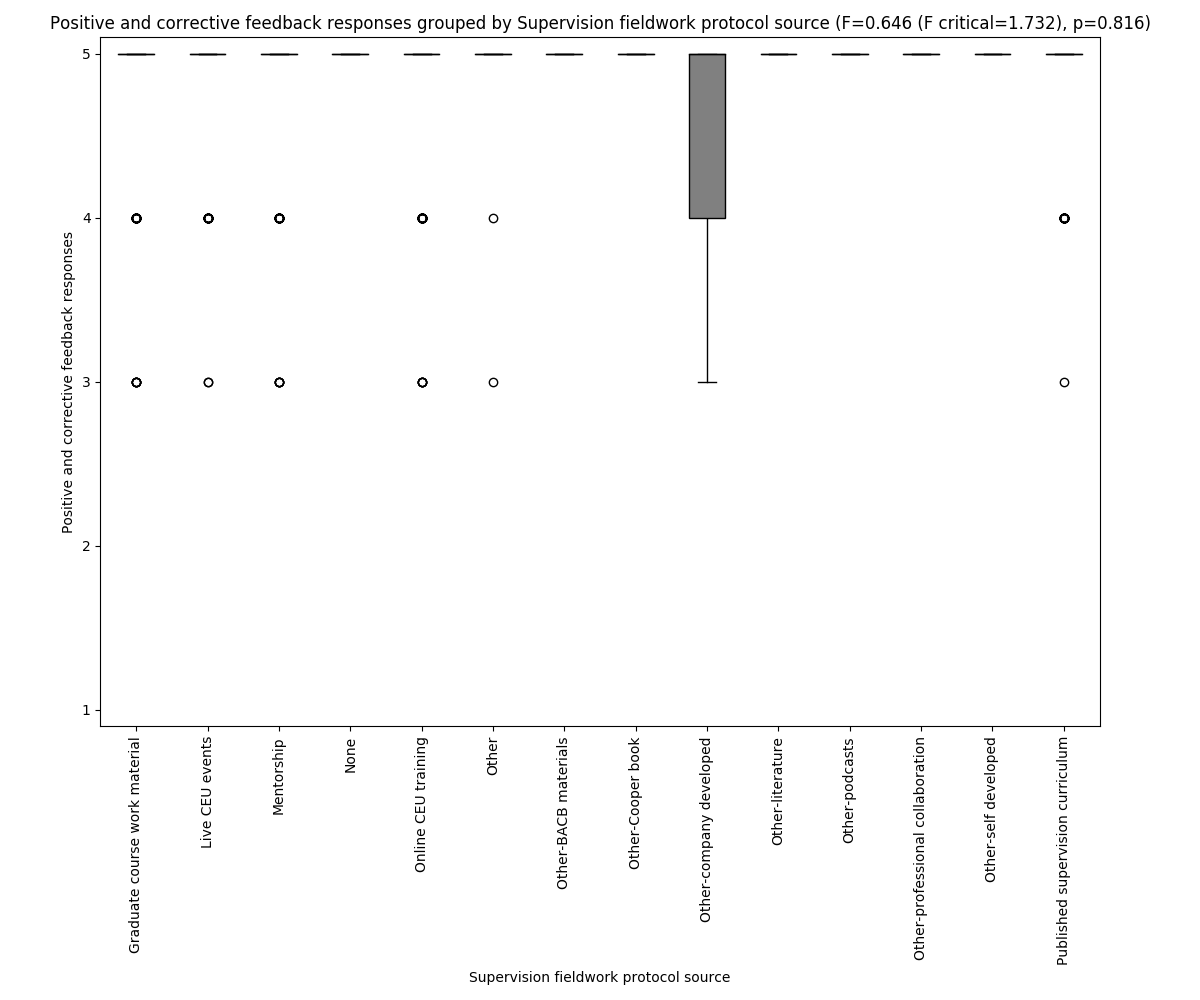 Positive and corrective feedback responses grouped by Supervision fieldwork protocol source (F=0.646 (F critical=1.732), p=0.816)
5
4
3
2
1
Positive and corrective feedback responses
Graduate course work material
Live CEU events
Mentorship
None
Online CEU training
Other
Other-BACB materials
Other-Cooper book
Other-company developed
Other-literature
Other-podcasts
Other-professional collaboration
Other-self developed
Published supervision curriculum
Supervision fieldwork protocol source